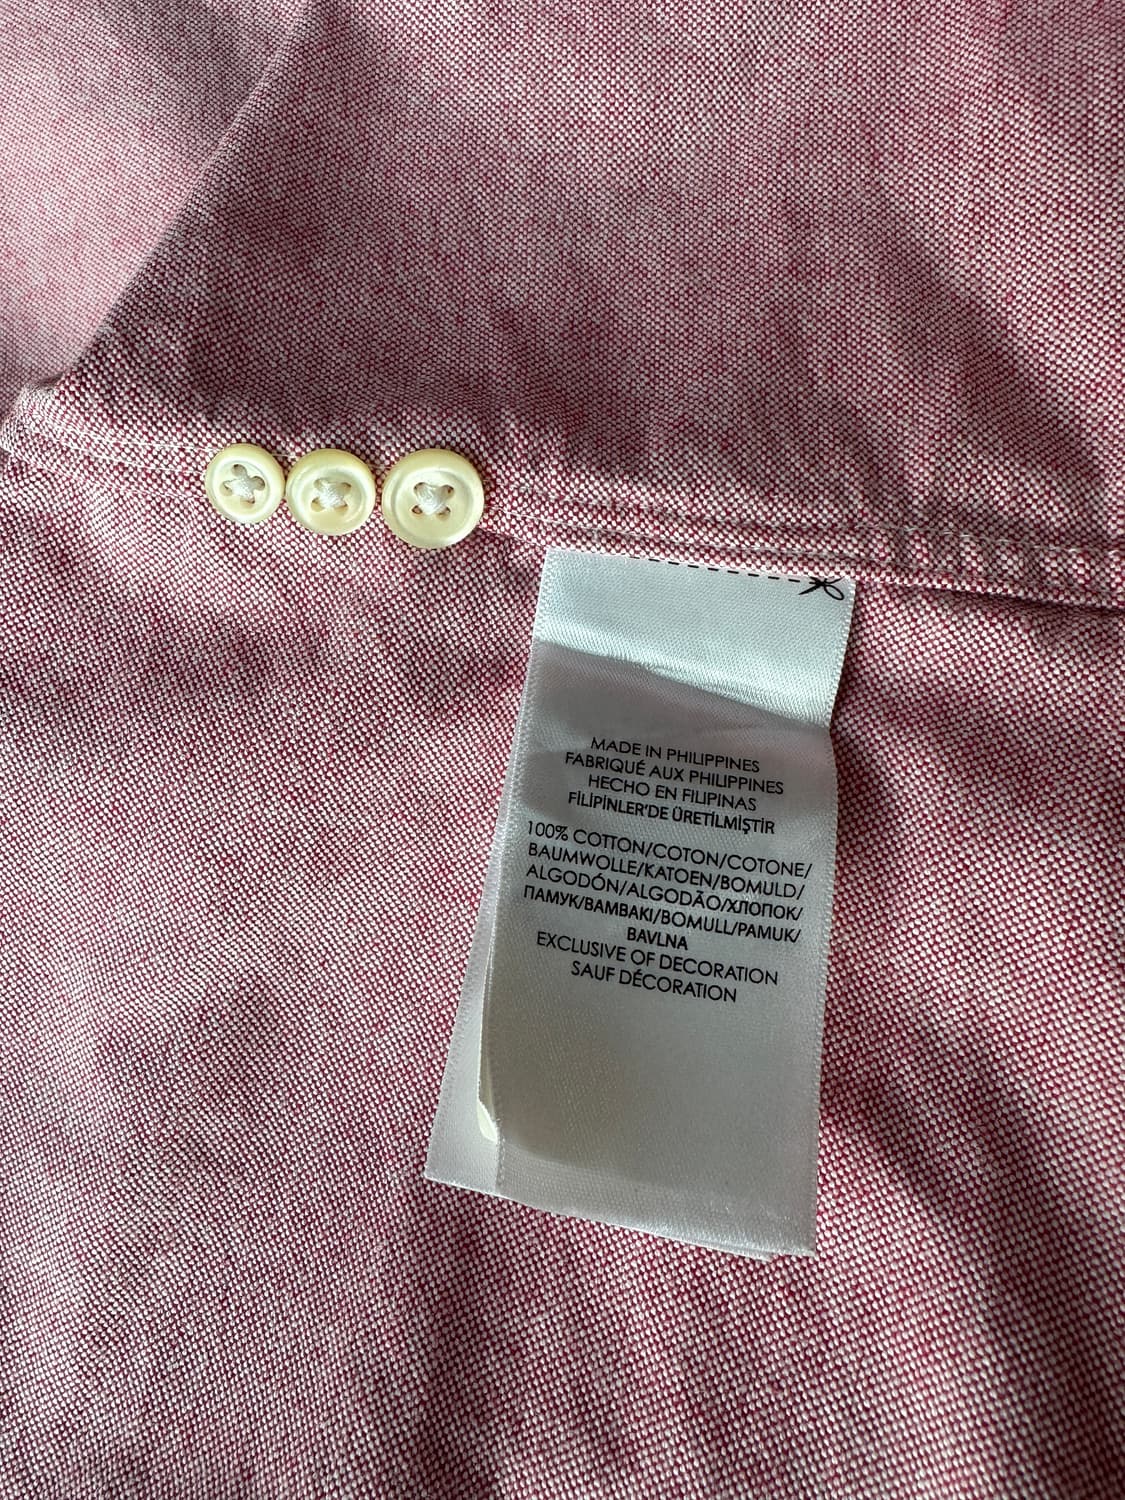 MADE IN PHILIPPINES
FABRIQUÉ AUX PHILIPPINES
HECHO EN FILIPINAS
FİLİPİNLER'DE ÜRETİLMİŞTİR
100% COTTON/COTON/COTONE/
BAUMWOLLE/KATOEN/BOMULD/
ALGODÓN/ALGODÃO/ХЛОПОК/
ПАМУК/BAMBAKI/BOMULL/PAMUK/
BAVLNA
EXCLUSIVE OF DECORATION
SAUF DÉCORATION